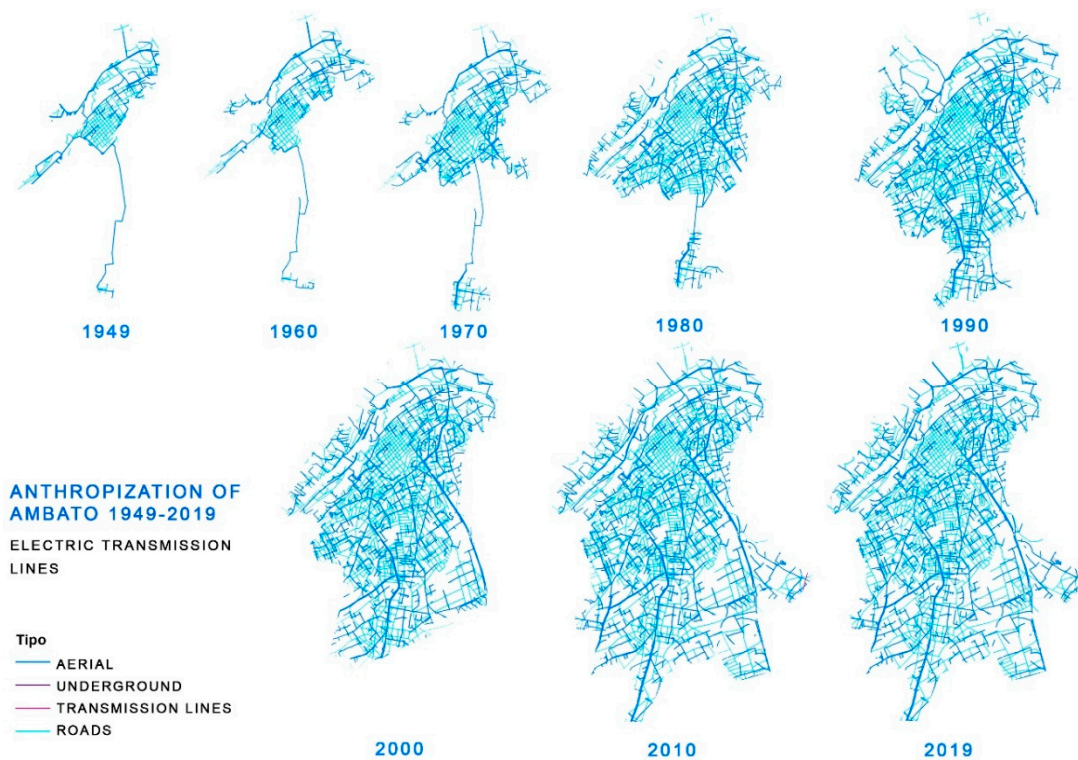 1949
1960
1970
1980
1990
ANTHROPIZATION OF
AMBATO 1949-2019
ELECTRIC TRANSMISSION
LINES
Tipo
AERIAL
UNDERGROUND
TRANSMISSION LINES
ROADS
2000
2010
2019